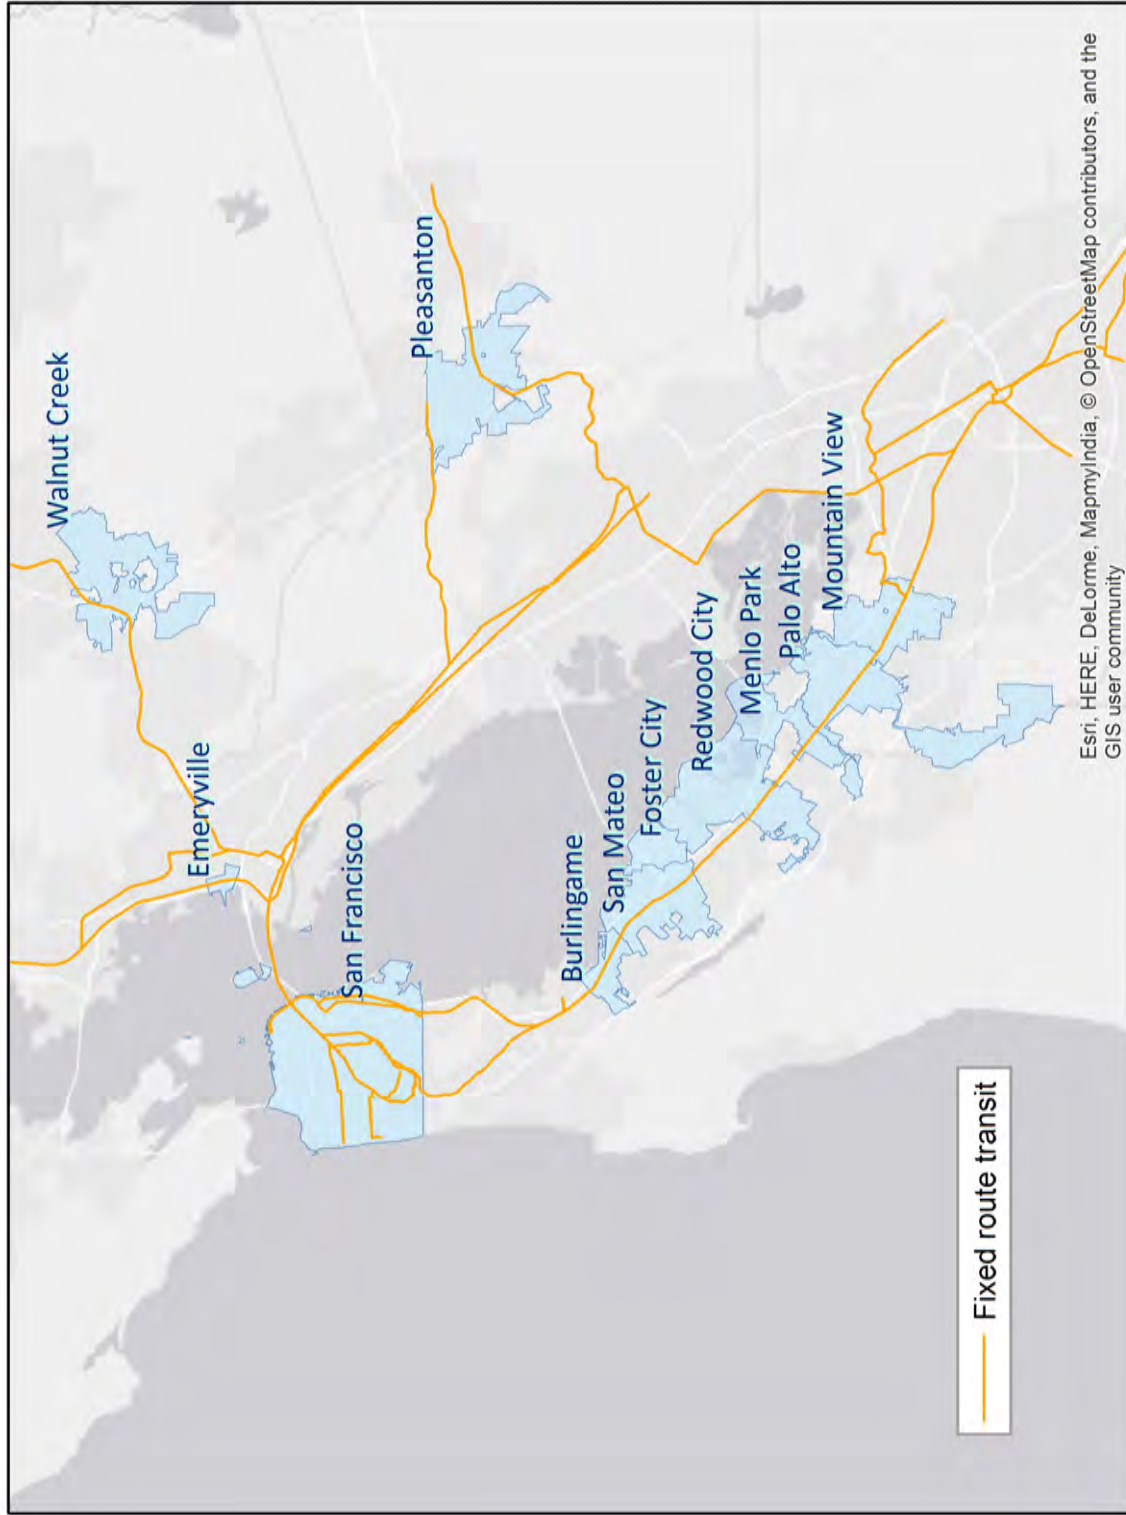 Walnut Creek
Emeryville
Pleasanton
San Francisco
Burlingame
San Mateo
Foster City
Redwood City
Menlo Park
Palo Alto
Mountain View
Fixed route transit
Esri, HERE, DeLorme, MapmyIndia, © OpenStreetMap contributors, and the
GIS user community